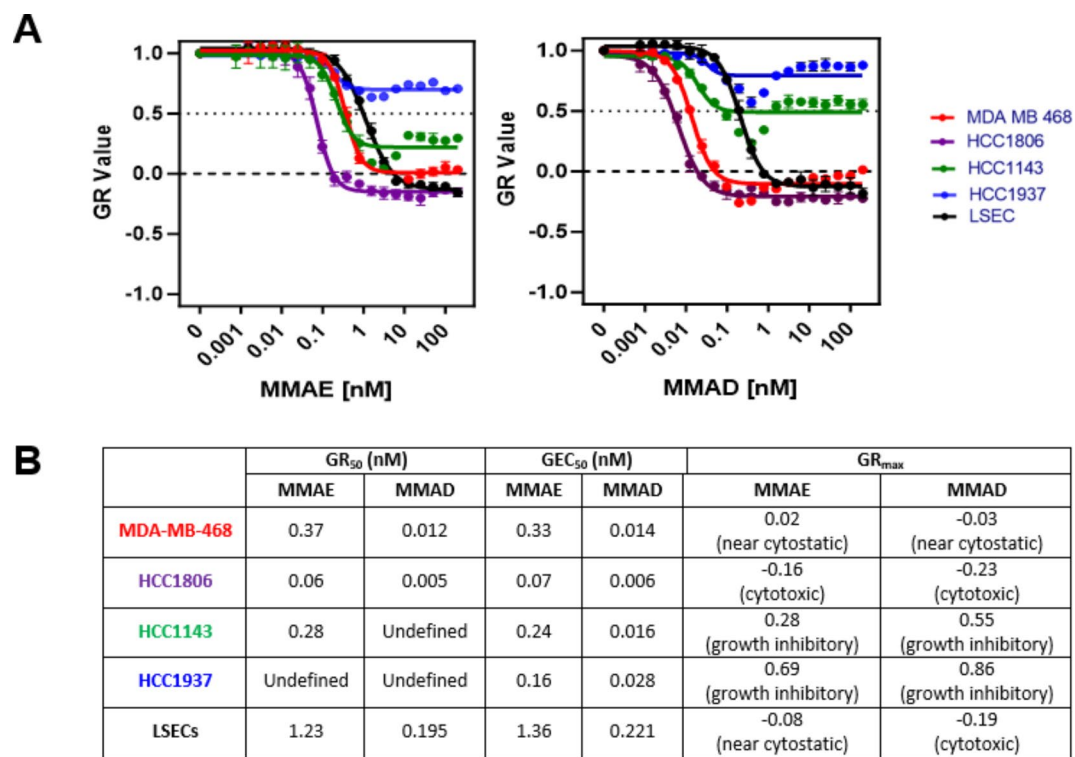 A
1.0
0.5
0.0
-0.5
-1.0
GR Value
0
0.001
0.01
0.1
1
10
100
MMAE [nM]
1.0
0.5
0.0
-0.5
-1.0
GR Value
0
0.001
0.01
0.1
1
10
100
MMAD [nM]
MDA MB 468
HCC1806
HCC1143
HCC1937
LSEC
B
GR₅₀ (nM) GEC₅₀ (nM) GRmax
MMAE MMAD MMAE MMAD MMAE MMAD
MDA-MB-468 0.37 0.012 0.33 0.014 0.02 (near cytostatic) -0.03 (near cytostatic)
HCC1806 0.06 0.005 0.07 0.006 -0.16 (cytotoxic) -0.23 (cytotoxic)
HCC1143 0.28 Undefined 0.24 0.016 0.28 (growth inhibitory) 0.55 (growth inhibitory)
HCC1937 Undefined Undefined 0.16 0.028 0.69 (growth inhibitory) 0.86 (growth inhibitory)
LSECs 1.23 0.195 1.36 0.221 -0.08 (near cytostatic) -0.19 (cytotoxic)